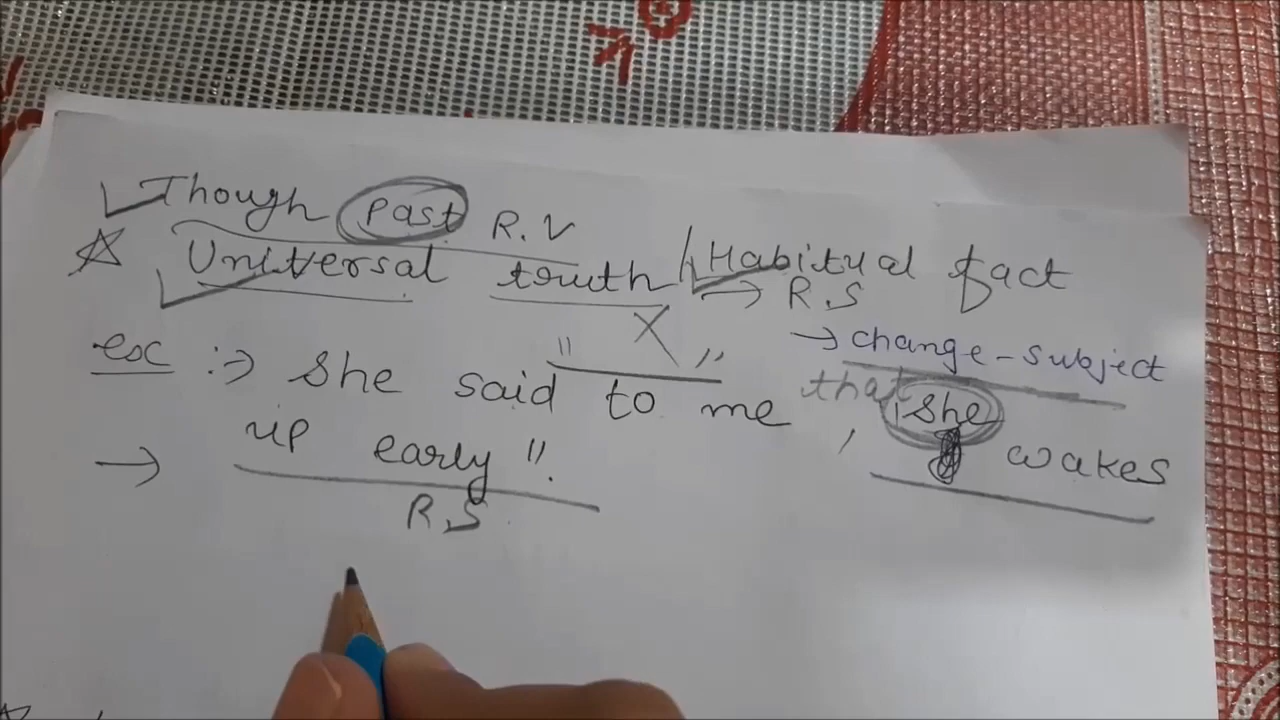 Though Past R.V
Universal truth / Habitual fact
→ R.S
X → change-subject
ex :→ She said to me, that "she wakes
→ up early".
R.S